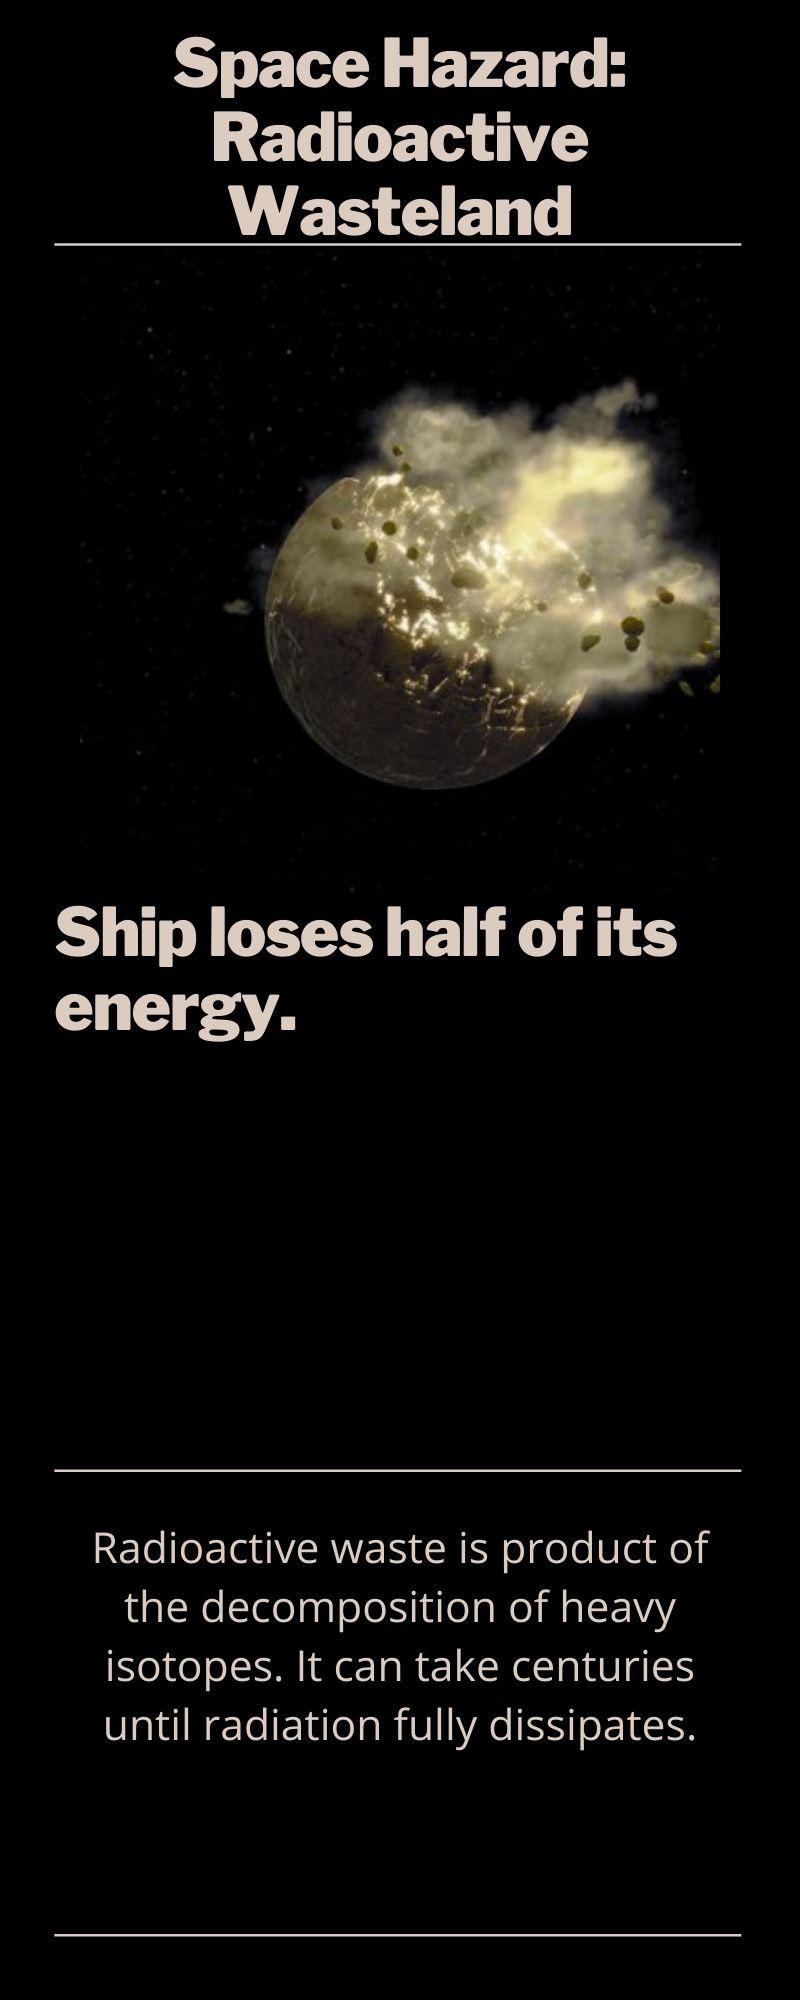 Space Hazard:
Radioactive
Wasteland
Ship loses half of its
energy.
Radioactive waste is product of
the decomposition of heavy
isotopes. It can take centuries
until radiation fully dissipates.